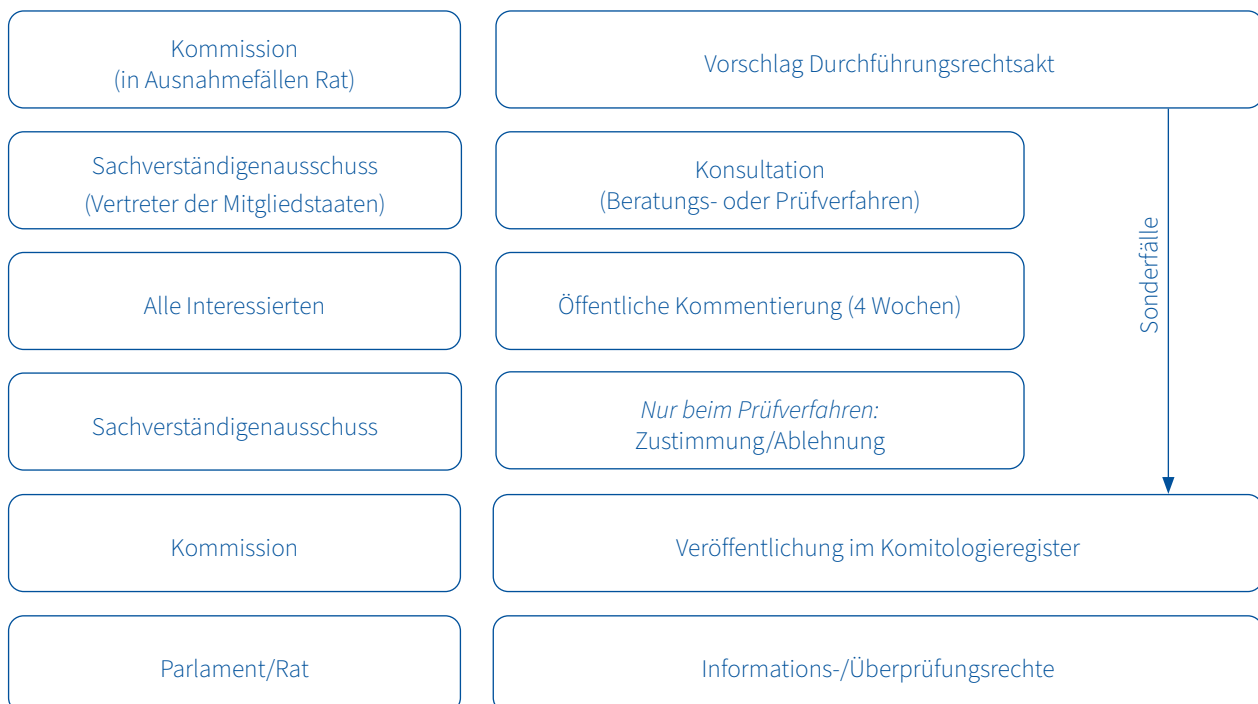 Kommission
(in Ausnahmefällen Rat)
Vorschlag Durchführungsrechtsakt
Sachverständigenausschuss
(Vertreter der Mitgliedstaaten)
Konsultation
(Beratungs- oder Prüfverfahren)
Alle Interessierten
Öffentliche Kommentierung (4 Wochen)
Sonderfälle
Sachverständigenausschuss
Nur beim Prüfverfahren:
Zustimmung/Ablehnung
Kommission
Veröffentlichung im Komitologieregister
Parlament/Rat
Informations-/Überprüfungsrechte